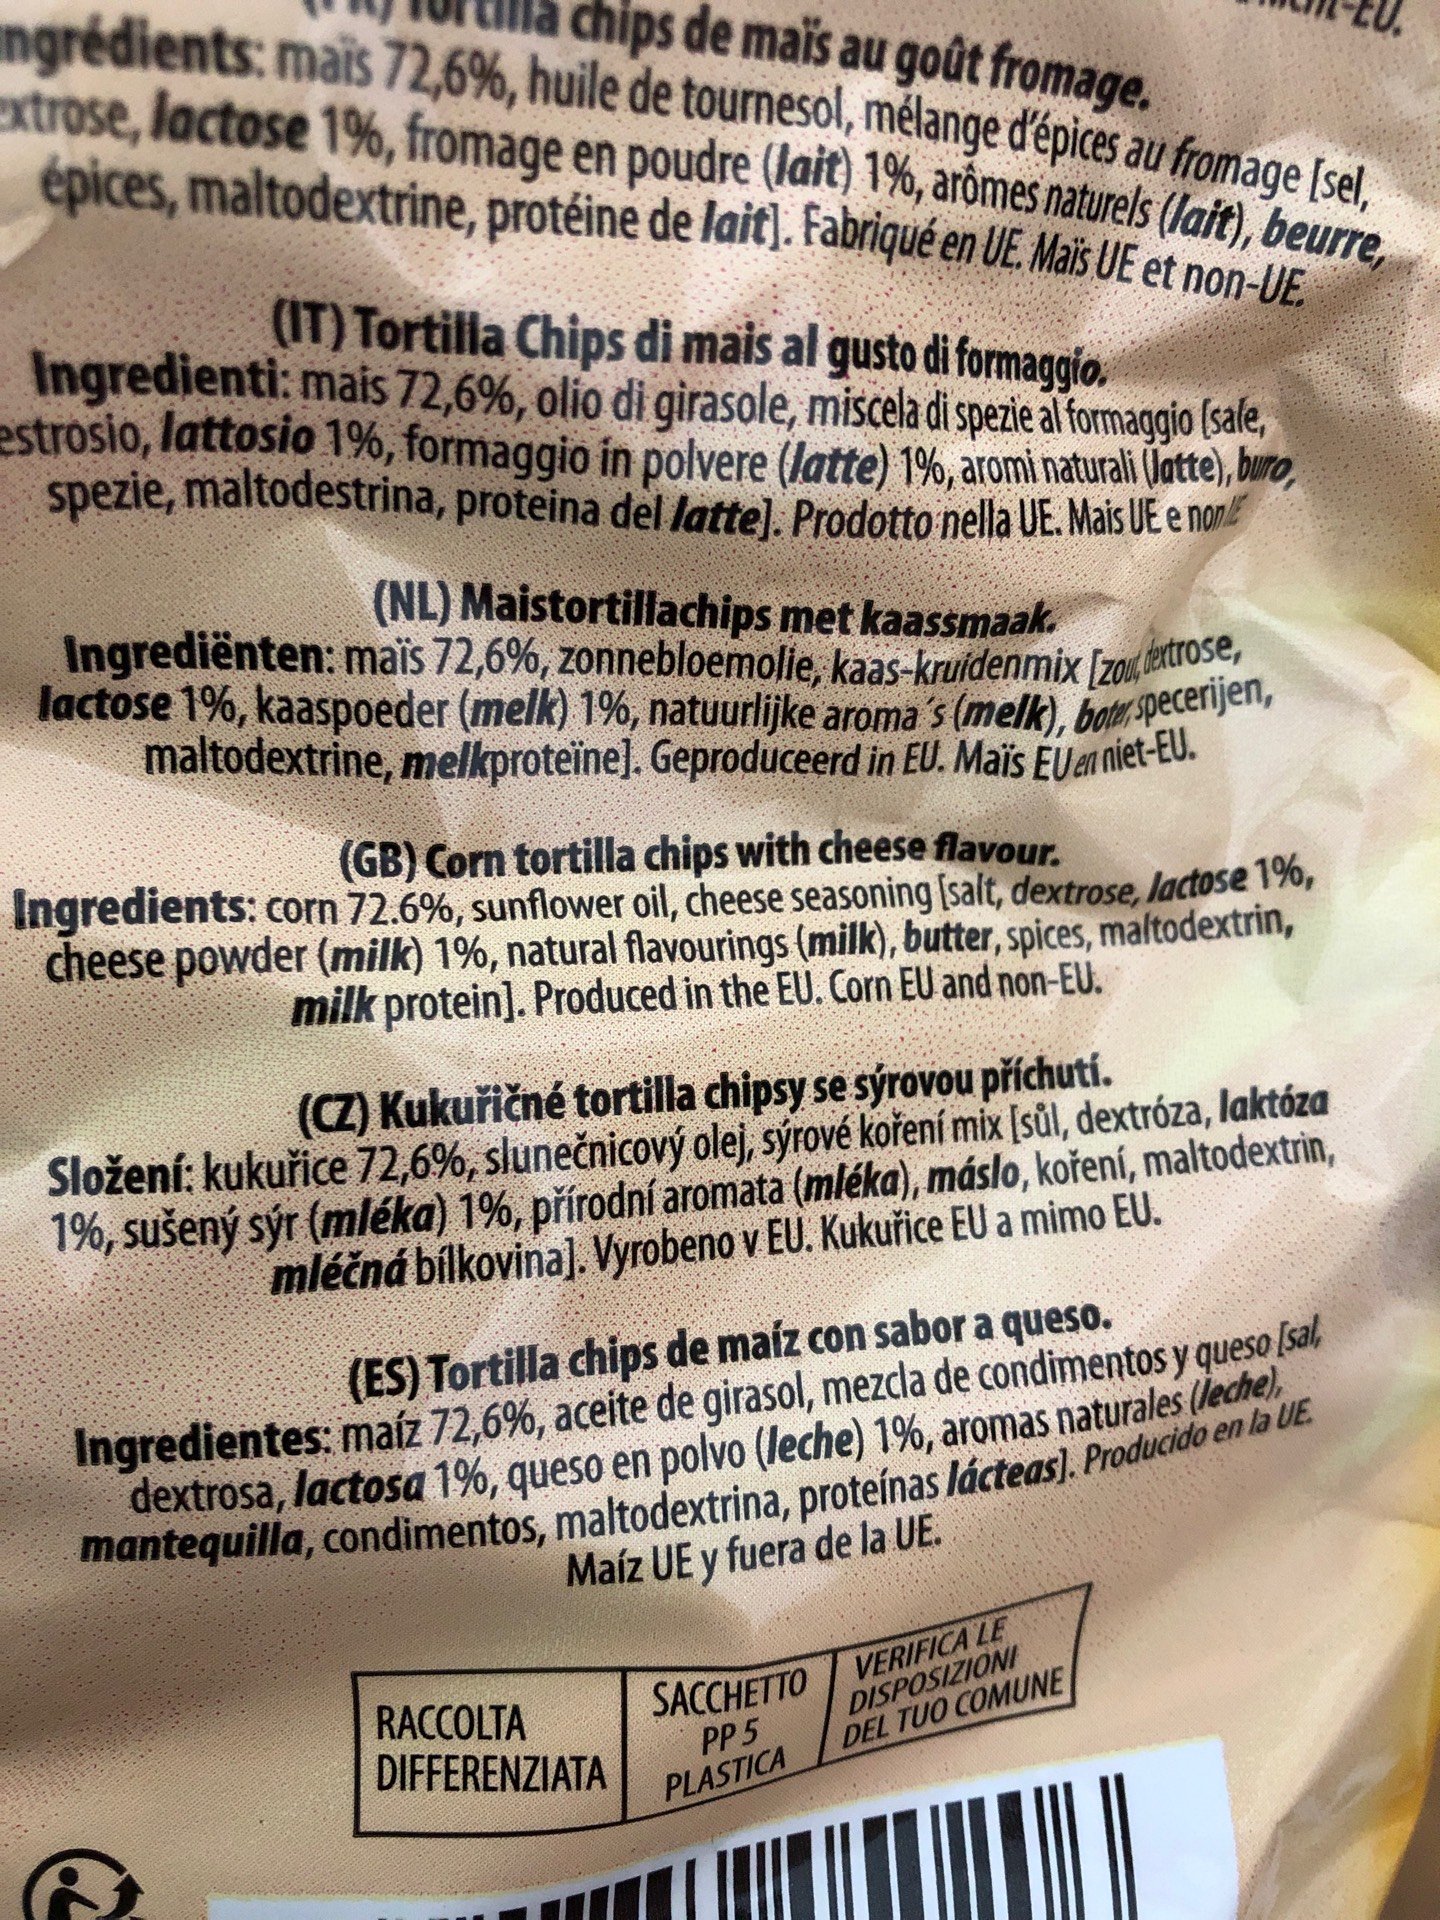 Tortilla chips de maïs au goût fromage.
ngrédients: maïs 72,6%, huile de tournesol, mélange d'épices au fromage [sel,
extrose, lactose 1%, fromage en poudre (lait) 1%, arômes naturels (lait), beurre,
épices, maltodextrine, protéine de lait]. Fabriqué en UE. Maïs UE et non-UE.
(IT) Tortilla Chips di mais al gusto di formaggio.
Ingredienti: mais 72,6%, olio di girasole, miscela di spezie al formaggio [sale,
estrosio, lattosio 1%, formaggio in polvere (latte) 1%, aromi naturali (latte), burro,
spezie, maltodestrina, proteina del latte]. Prodotto nella UE. Mais UE e non UE
(NL) Maistortillachips met kaassmaak.
Ingrediënten: maïs 72,6%, zonnebloemolie, kaas-kruidenmix [zout, dextrose,
lactose 1%, kaaspoeder (melk) 1%, natuurlijke aroma´s (melk), boter, specerijen,
maltodextrine, melkproteïne]. Geproduceerd in EU. Maïs EU en niet-EU.
(GB) Corn tortilla chips with cheese flavour.
Ingredients: corn 72.6%, sunflower oil, cheese seasoning [salt, dextrose, lactose 1%,
cheese powder (milk) 1%, natural flavourings (milk), butter, spices, maltodextrin,
milk protein]. Produced in the EU. Corn EU and non-EU.
(CZ) Kukuřičné tortilla chipsy se sýrovou příchutí.
Složení: kukuřice 72,6%, slunečnicový olej, sýrové koření mix [sůl, dextróza, laktóza
1%, sušený sýr (mléka) 1%, přírodní aromata (mléka), máslo, koření, maltodextrin,
mléčná bílkovina]. Vyrobeno v EU. Kukuřice EU a mimo EU.
(ES) Tortilla chips de maíz con sabor a queso.
Ingredientes: maíz 72,6%, aceite de girasol, mezcla de condimentos y queso [sal,
dextrosa, lactosa 1%, queso en polvo (leche) 1%, aromas naturales (leche),
mantequilla, condimentos, maltodextrina, proteínas lácteas]. Producido en la UE.
Maíz UE y fuera de la UE.
RACCOLTA
DIFFERENZIATA
SACCHETTO
PP 5
PLASTICA
VERIFICA LE
DISPOSIZIONI
DEL TUO COMUNE